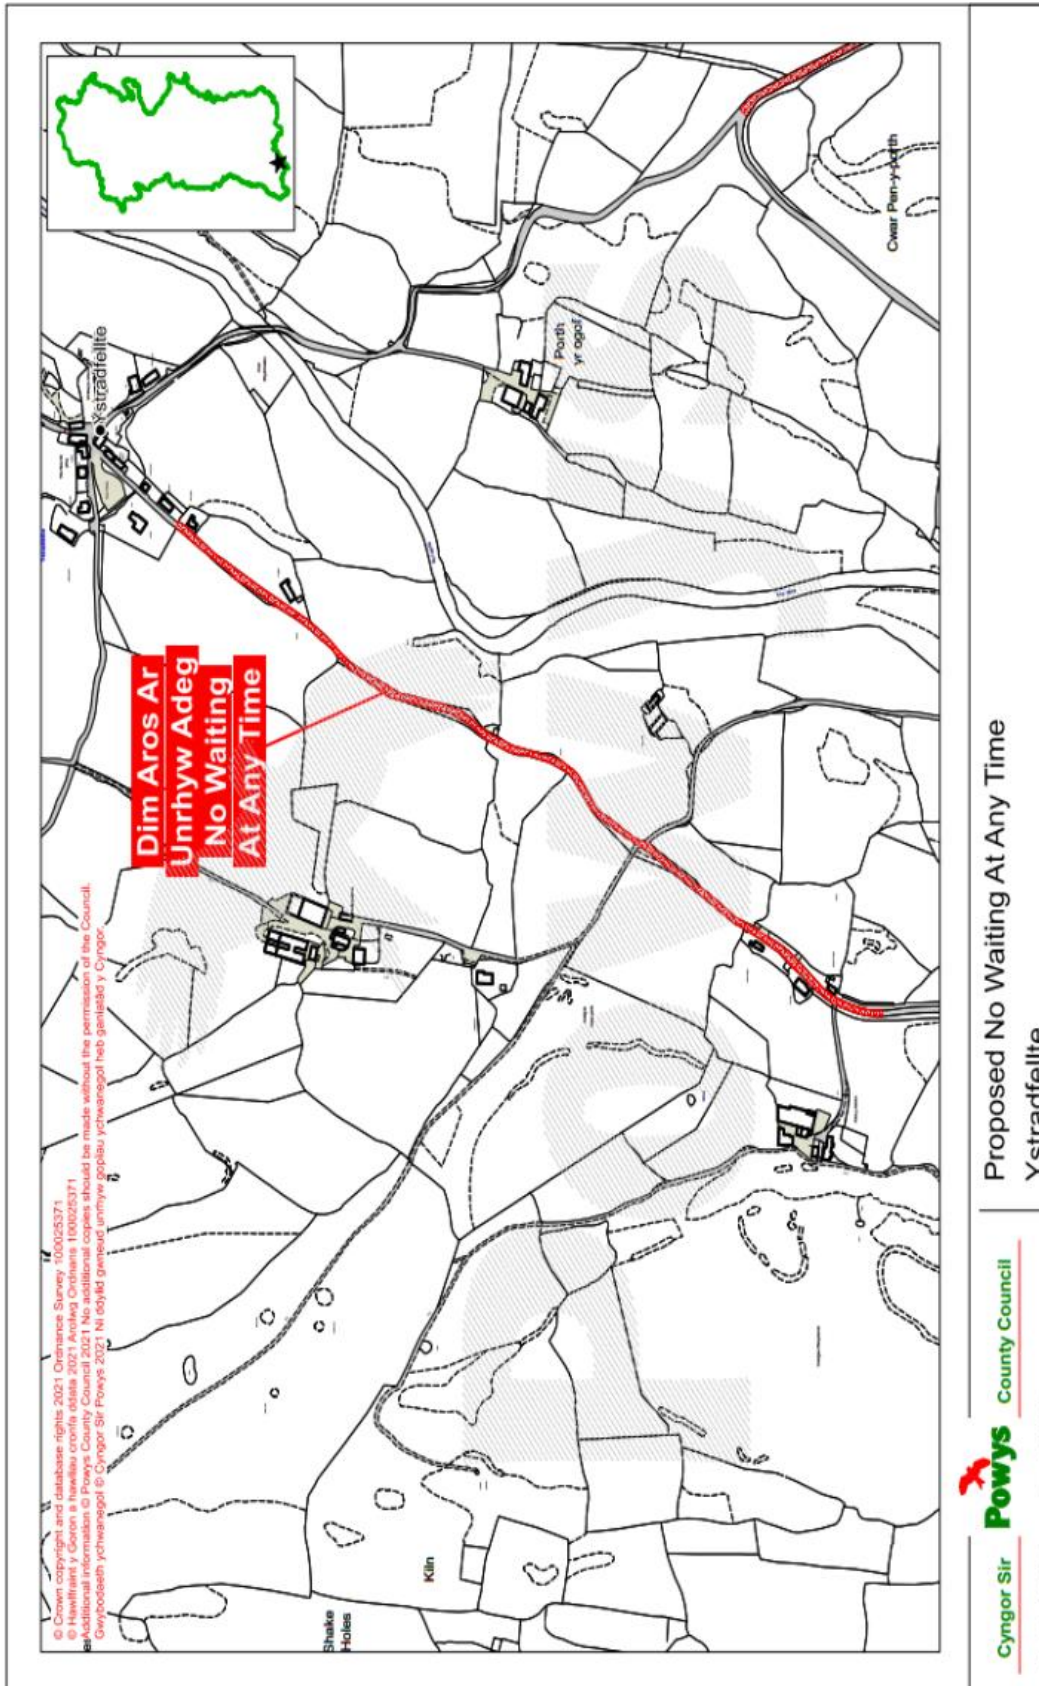 © Crown copyright and database rights 2021 Ordnance Survey 100025371
© Hawlfraint y Goron a hawliau cronfa ddata 2021 Arolwg Ordnans 100025371
Additional information © Powys County Council 2021 No additional copies should be made without the permission of the Council.
Gwybodaeth ychwanegol © Cyngor Sir Powys 2021 Ni ddylid gwneud unrhyw gopiau ychwanegol heb ganiatad y Cyngor.
Dim Aros Ar
Unrhyw Adeg
No Waiting
At Any Time
Ystradfellte
Porth
yr ogof
Cwar Pen-y-porth
Shake
Holes
Kiln
POWYS
Cyngor Sir Powys County Council
Proposed No Waiting At Any Time
Ystradfellte